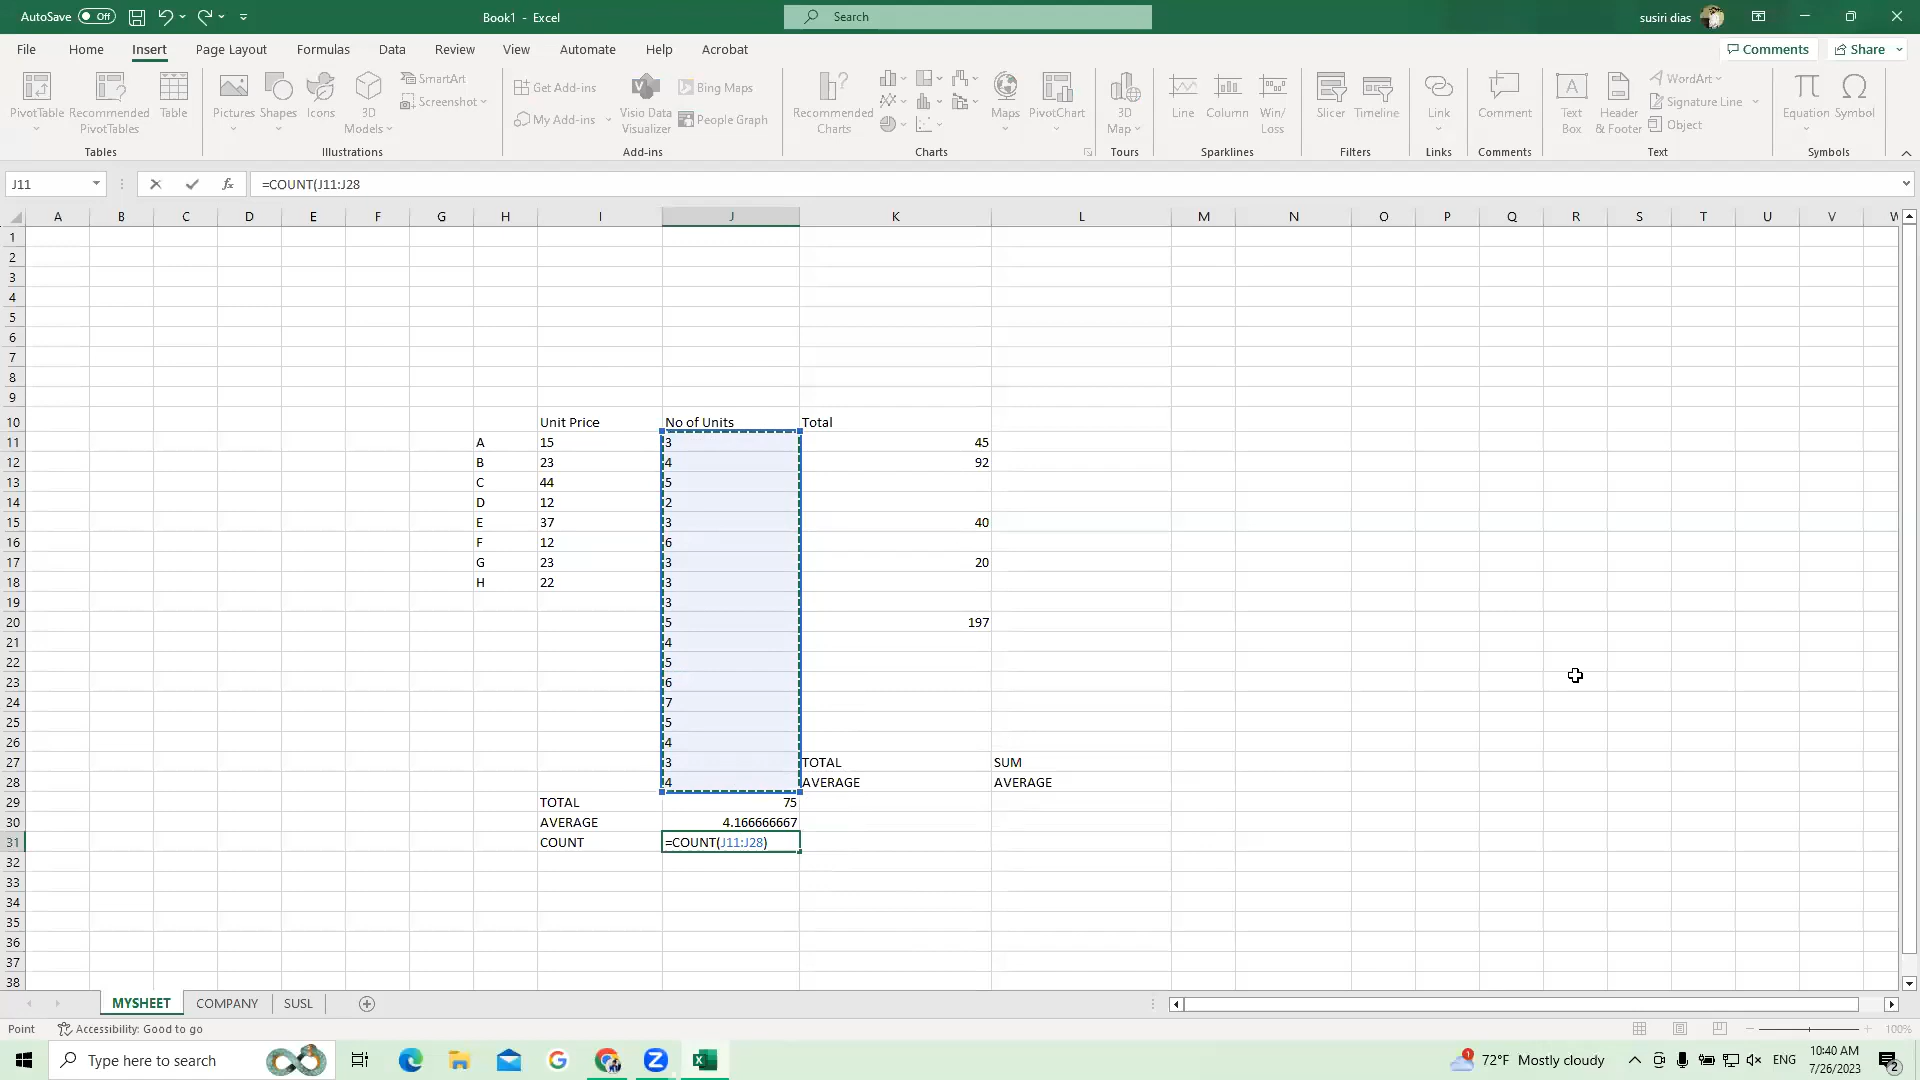 AutoSave Off Book1 - Excel Search susiri dias
File Home Insert Page Layout Formulas Data Review View Automate Help Acrobat Comments Share
PivotTable Recommended PivotTables Table Pictures Shapes Icons 3D Models SmartArt Screenshot Get Add-ins My Add-ins Visio Data Visualizer Bing Maps People Graph Recommended Charts Maps PivotChart 3D Map Line Column Win/Loss Slicer Timeline Link Comment Text Box Header & Footer WordArt Signature Line Object Equation Symbol
Tables Illustrations Add-ins Charts Tours Sparklines Filters Links Comments Text Symbols
J11 fx =COUNT(J11:J28
A B C D E F G H I J K L M N O P Q R S T U V W
1
2
3
4
5
6
7
8
9
10 Unit Price No of Units Total
11 A 15 3 45
12 B 23 4 92
13 C 44 5
14 D 12 2
15 E 37 3 40
16 F 12 6
17 G 23 3 20
18 H 22 3
19 3
20 5 197
21 4
22 5
23 6
24 7
25 5
26 4
27 3 TOTAL SUM
28 4 AVERAGE AVERAGE
29 TOTAL 75
30 AVERAGE 4.166666667
31 COUNT =COUNT(J11:J28)
32
33
34
35
36
37
38
MYSHEET COMPANY SUSL
Point Accessibility: Good to go 100%
Type here to search 1 72°F Mostly cloudy ENG 10:40 AM
7/26/2023 2